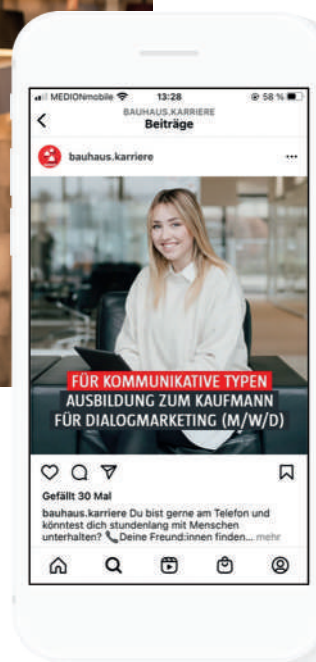 MEDIONmobile 13:28 58 %
BAUHAUS.KARRIERE
Beiträge
bauhaus.karriere
FÜR KOMMUNIKATIVE TYPEN
AUSBILDUNG ZUM KAUFMANN
FÜR DIALOGMARKETING (M/W/D)
Gefällt 30 Mal
bauhaus.karriere Du bist gerne am Telefon und
könntest dich stundenlang mit Menschen
unterhalten? 📞Deine Freund:innen finden... mehr